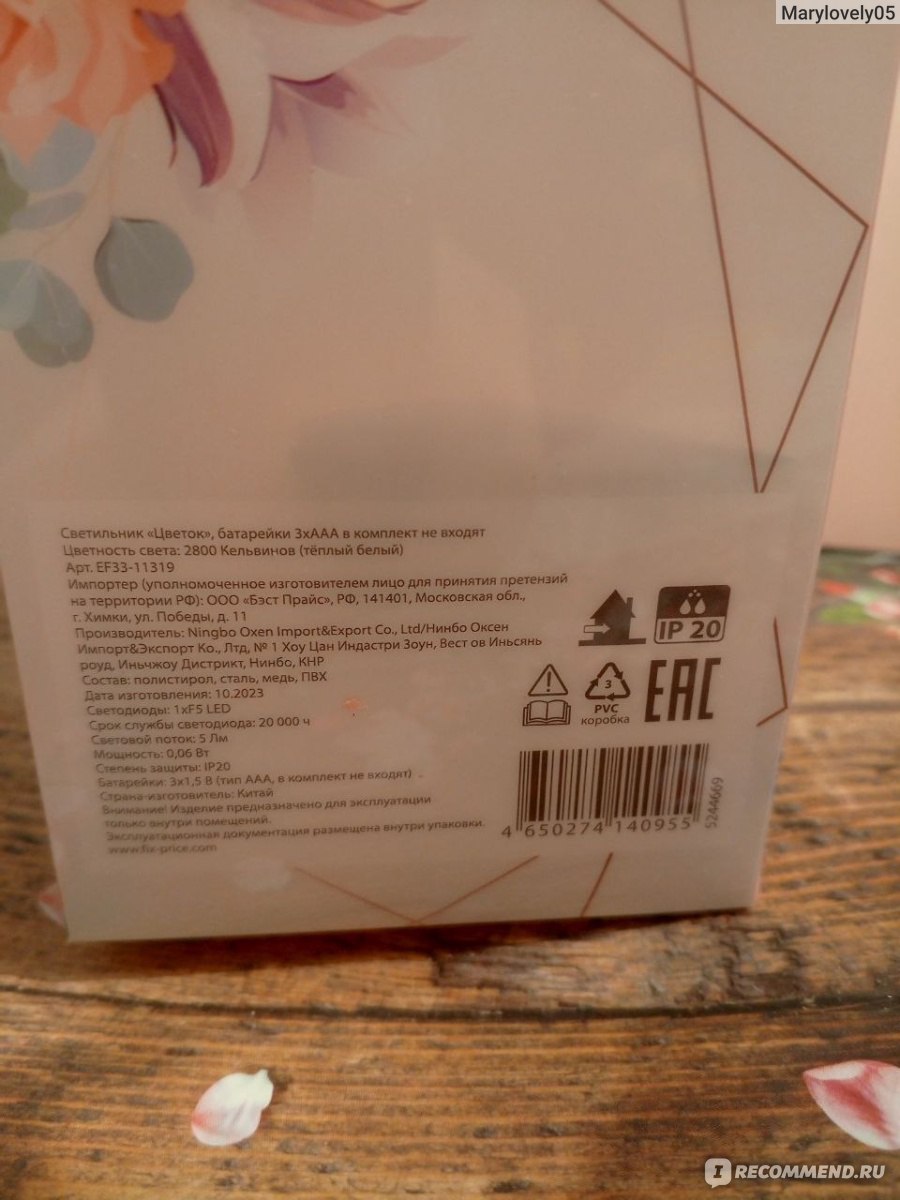 Marylovely05
Светильник «Цветок», батарейки 3хААА в комплект не входят
Цветность света: 2800 Кельвинов (тёплый белый)
Арт. EF33-11319
Импортер (уполномоченное изготовителем лицо для принятия претензий
на территории РФ): ООО «Бэст Прайс», РФ, 141401, Московская обл.,
г. Химки, ул. Победы, д. 11
Производитель: Ningbo Oxen Import&Export Co., Ltd/Нинбо Оксен
Импорт&Экспорт Ко., Лтд, № 1 Хоу Цан Индастри Зоун, Вест ов Иньсянь
роуд, Иньчжоу Дистрикт, Нинбо, КНР
Состав: полистирол, сталь, медь, ПВХ
Дата изготовления: 10.2023
Светодиоды: 1xF5 LED
Срок службы светодиода: 20 000 ч
Световой поток: 5 Лм
Мощность: 0,06 Вт
Степень защиты: IP20
Батарейки: 3х1,5 В (тип ААА, в комплект не входят)
Страна-изготовитель: Китай
Внимание! Изделие предназначено для эксплуатации
только внутри помещений.
Эксплуатационная документация размещена внутри упаковки.
www.fix-price.com
IP 20
3
PVC
коробка
EAC
4 650274 140955
5244669
IRECOMMEND.RU